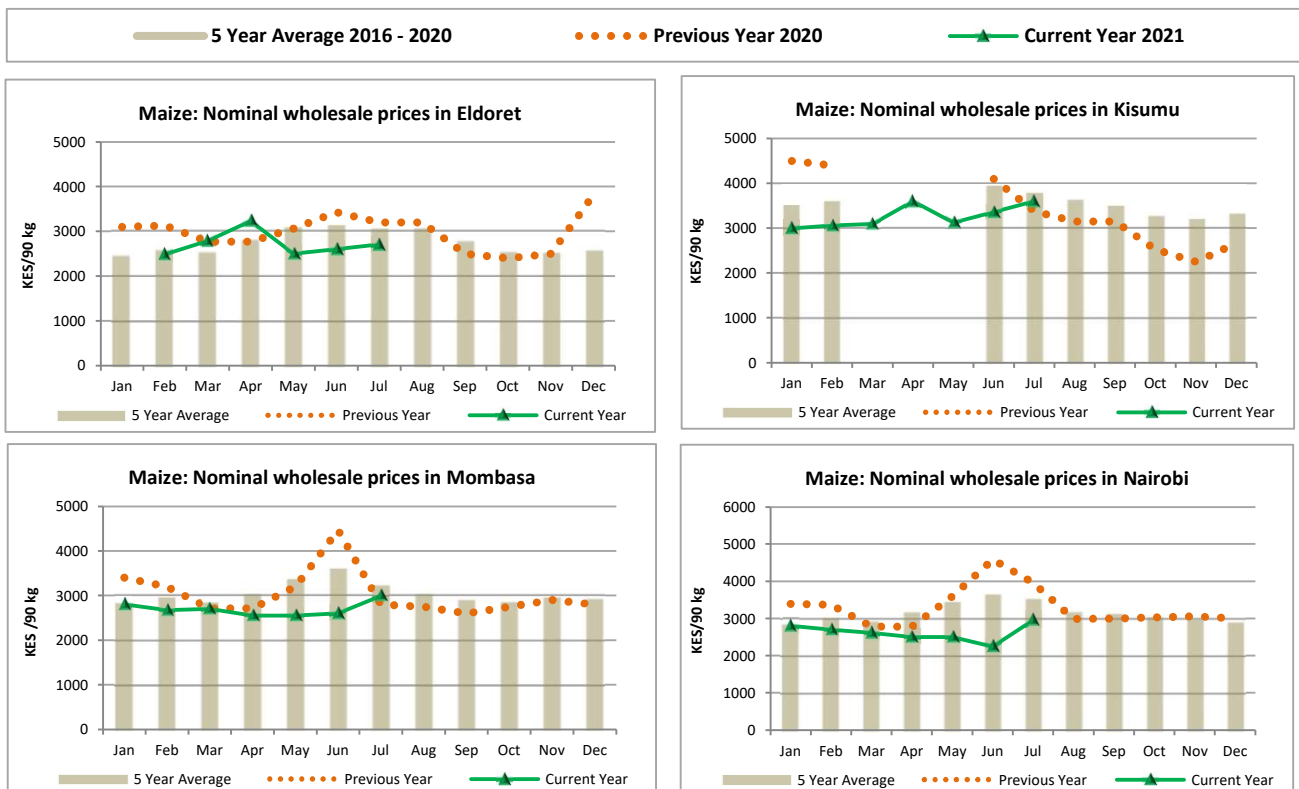 5 Year Average 2016 - 2020 Previous Year 2020 Current Year 2021
Maize: Nominal wholesale prices in Eldoret
KES/90 kg
5000
4000
3000
2000
1000
0
Jan Feb Mar Apr May Jun Jul Aug Sep Oct Nov Dec
5 Year Average Previous Year Current Year
Maize: Nominal wholesale prices in Kisumu
KES/90 kg
5000
4000
3000
2000
1000
0
Jan Feb Mar Apr May Jun Jul Aug Sep Oct Nov Dec
5 Year Average Previous Year Current Year
Maize: Nominal wholesale prices in Mombasa
KES /90 kg
5000
4000
3000
2000
1000
0
Jan Feb Mar Apr May Jun Jul Aug Sep Oct Nov Dec
5 Year Average Previous Year Current Year
Maize: Nominal wholesale prices in Nairobi
KES/90 kg
6000
5000
4000
3000
2000
1000
0
Jan Feb Mar Apr May Jun Jul Aug Sep Oct Nov Dec
5 Year Average Previous Year Current Year